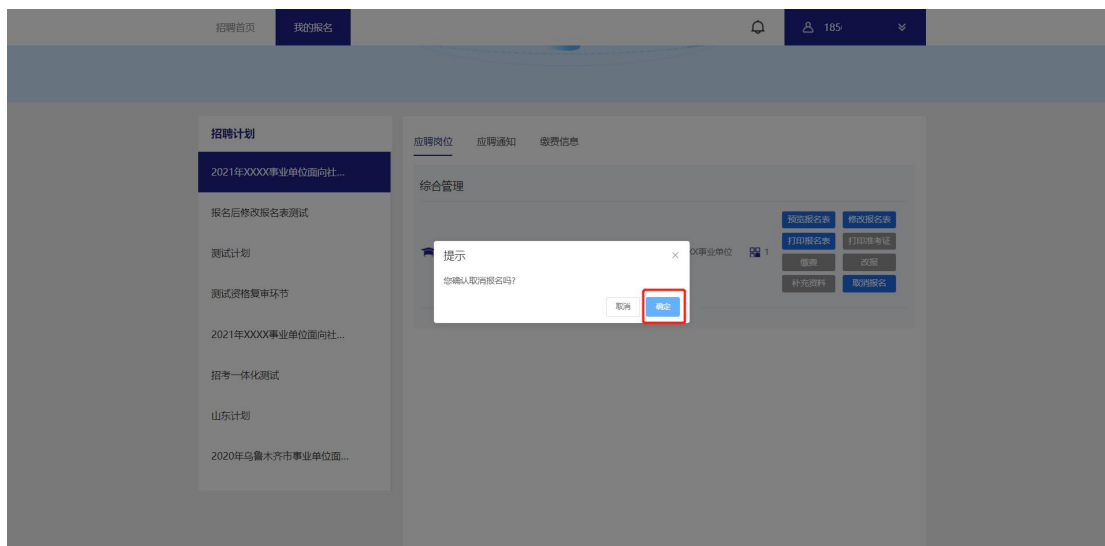 招聘首页
我的报名
185
招聘计划
2021年XXXX事业单位面向社...
报名后修改报名表测试
测试计划
测试资格复审环节
2021年XXXX事业单位面向社...
招考一体化测试
山东计划
2020年乌鲁木齐市事业单位面...
应聘岗位 应聘通知 缴费信息
综合管理
XX事业单位 1
预览报名表 修改报名表
打印报名表 打印准考证
缴费 改报
补充资料 取消报名
提示
您确认取消报名吗?
取消 确定